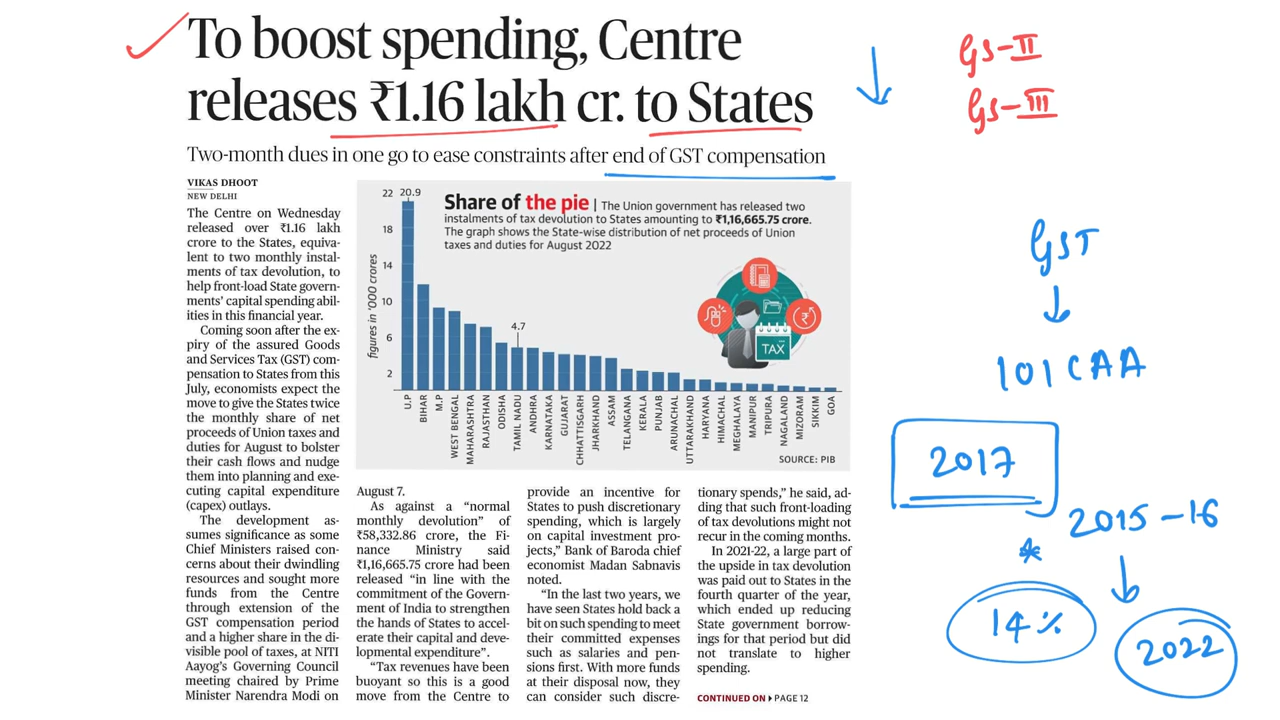 To boost spending, Centre
releases ₹1.16 lakh cr. to States
Two-month dues in one go to ease constraints after end of GST compensation
VIKAS DHOOT
NEW DELHI
The Centre on Wednesday
released over ₹1.16 lakh
crore to the States, equiva-
lent to two monthly instal-
ments of tax devolution, to
help front-load State govern-
ments’ capital spending abil-
ities in this financial year.
Coming soon after the ex-
piry of the assured Goods
and Services Tax (GST) com-
pensation to States from this
July, economists expect the
move to give the States twice
the monthly share of net
proceeds of Union taxes and
duties for August to bolster
their cash flows and nudge
them into planning and exe-
cuting capital expenditure
(capex) outlays.
The development as-
sumes significance as some
Chief Ministers raised con-
cerns about their dwindling
resources and sought more
funds from the Centre
through extension of the
GST compensation period
and a higher share in the di-
visible pool of taxes, at NITI
Aayog’s Governing Council
meeting chaired by Prime
Minister Narendra Modi on
Share of the pie | The Union government has released two
instalments of tax devolution to States amounting to ₹1,16,665.75 crore.
The graph shows the State-wise distribution of net proceeds of Union
taxes and duties for August 2022
figures in '000 crores
22
18
14
10
6
2
20.9
4.7
TAX
U.P
BIHAR
M.P
WEST BENGAL
MAHARASHTRA
RAJASTHAN
ODISHA
TAMIL NADU
ANDHRA
KARNATAKA
GUJARAT
CHHATTISGARH
JHARKHAND
ASSAM
TELANGANA
KERALA
PUNJAB
ARUNACHAL
UTTARAKHAND
HARYANA
HIMACHAL
MEGHALAYA
MANIPUR
TRIPURA
NAGALAND
MIZORAM
SIKKIM
GOA
SOURCE: PIB
August 7.
As against a “normal
monthly devolution” of
₹58,332.86 crore, the Fi-
nance Ministry said
₹1,16,665.75 crore had been
released “in line with the
commitment of the Govern-
ment of India to strengthen
the hands of States to accel-
erate their capital and deve-
lopmental expenditure”.
“Tax revenues have been
buoyant so this is a good
move from the Centre to
provide an incentive for
States to push discretionary
spending, which is largely
on capital investment pro-
jects,” Bank of Baroda chief
economist Madan Sabnavis
noted.
“In the last two years, we
have seen States hold back a
bit on such spending to meet
their committed expenses
such as salaries and pen-
sions first. With more funds
at their disposal now, they
can consider such discre-
tionary spends,” he said, ad-
ding that such front-loading
of tax devolutions might not
recur in the coming months.
In 2021-22, a large part of
the upside in tax devolution
was paid out to States in the
fourth quarter of the year,
which ended up reducing
State government borrow-
ings for that period but did
not translate to higher
spending.
CONTINUED ON ▸ PAGE 12
GS-II
GS-III
GST
101 CAA
2017
2015-16
14%
2022